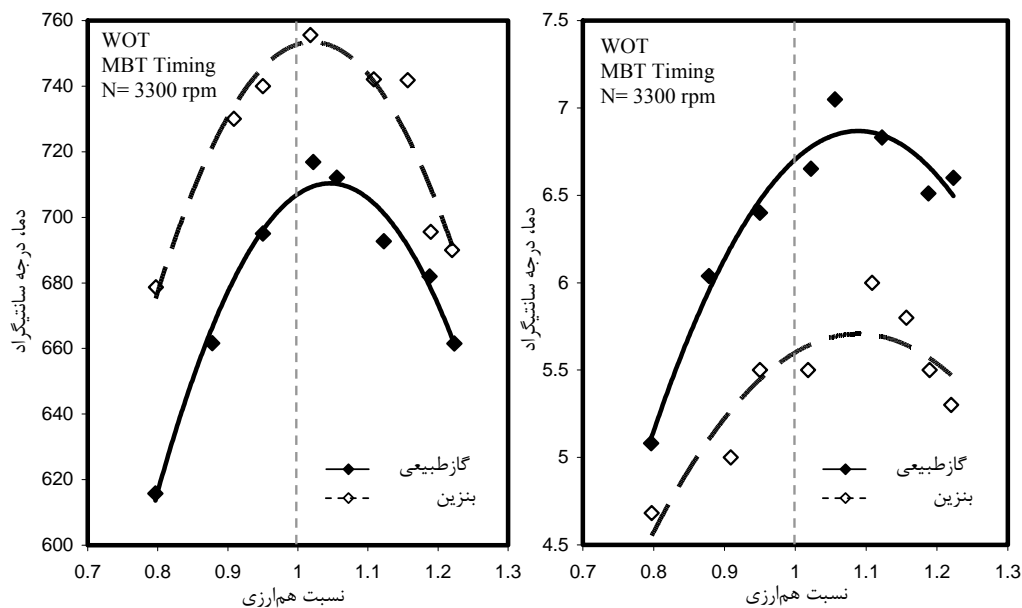 760
740
720
700
680
660
640
620
600
دما، درجه سانتیگراد
WOT
MBT Timing
N= 3300 rpm
گازطبیعی
بنزین
0.7 0.8 0.9 1 1.1 1.2 1.3
نسبت هم‌ارزی
7.5
7
6.5
6
5.5
5
4.5
دما، درجه سانتیگراد
WOT
MBT Timing
N= 3300 rpm
گازطبیعی
بنزین
0.7 0.8 0.9 1 1.1 1.2 1.3
نسبت هم‌ارزی